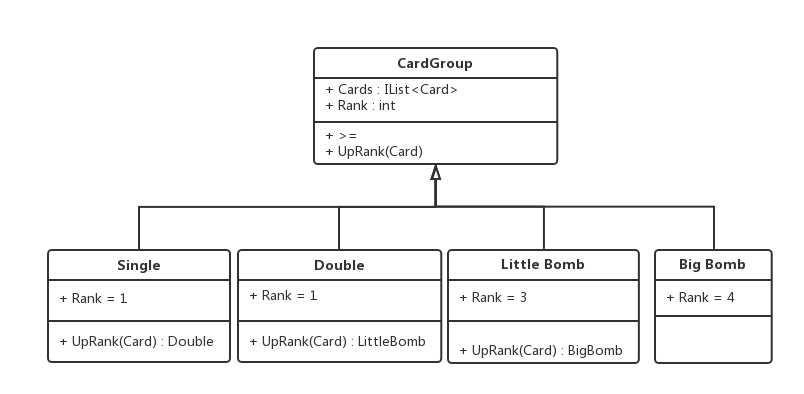 CardGroup
+ Cards : IList<Card>
+ Rank : int
+ >=
+ UpRank(Card)
Single
+ Rank = 1
+ UpRank(Card) : Double
Double
+ Rank = 1
+ UpRank(Card) : LittleBomb
Little Bomb
+ Rank = 3
+ UpRank(Card) : BigBomb
Big Bomb
+ Rank = 4